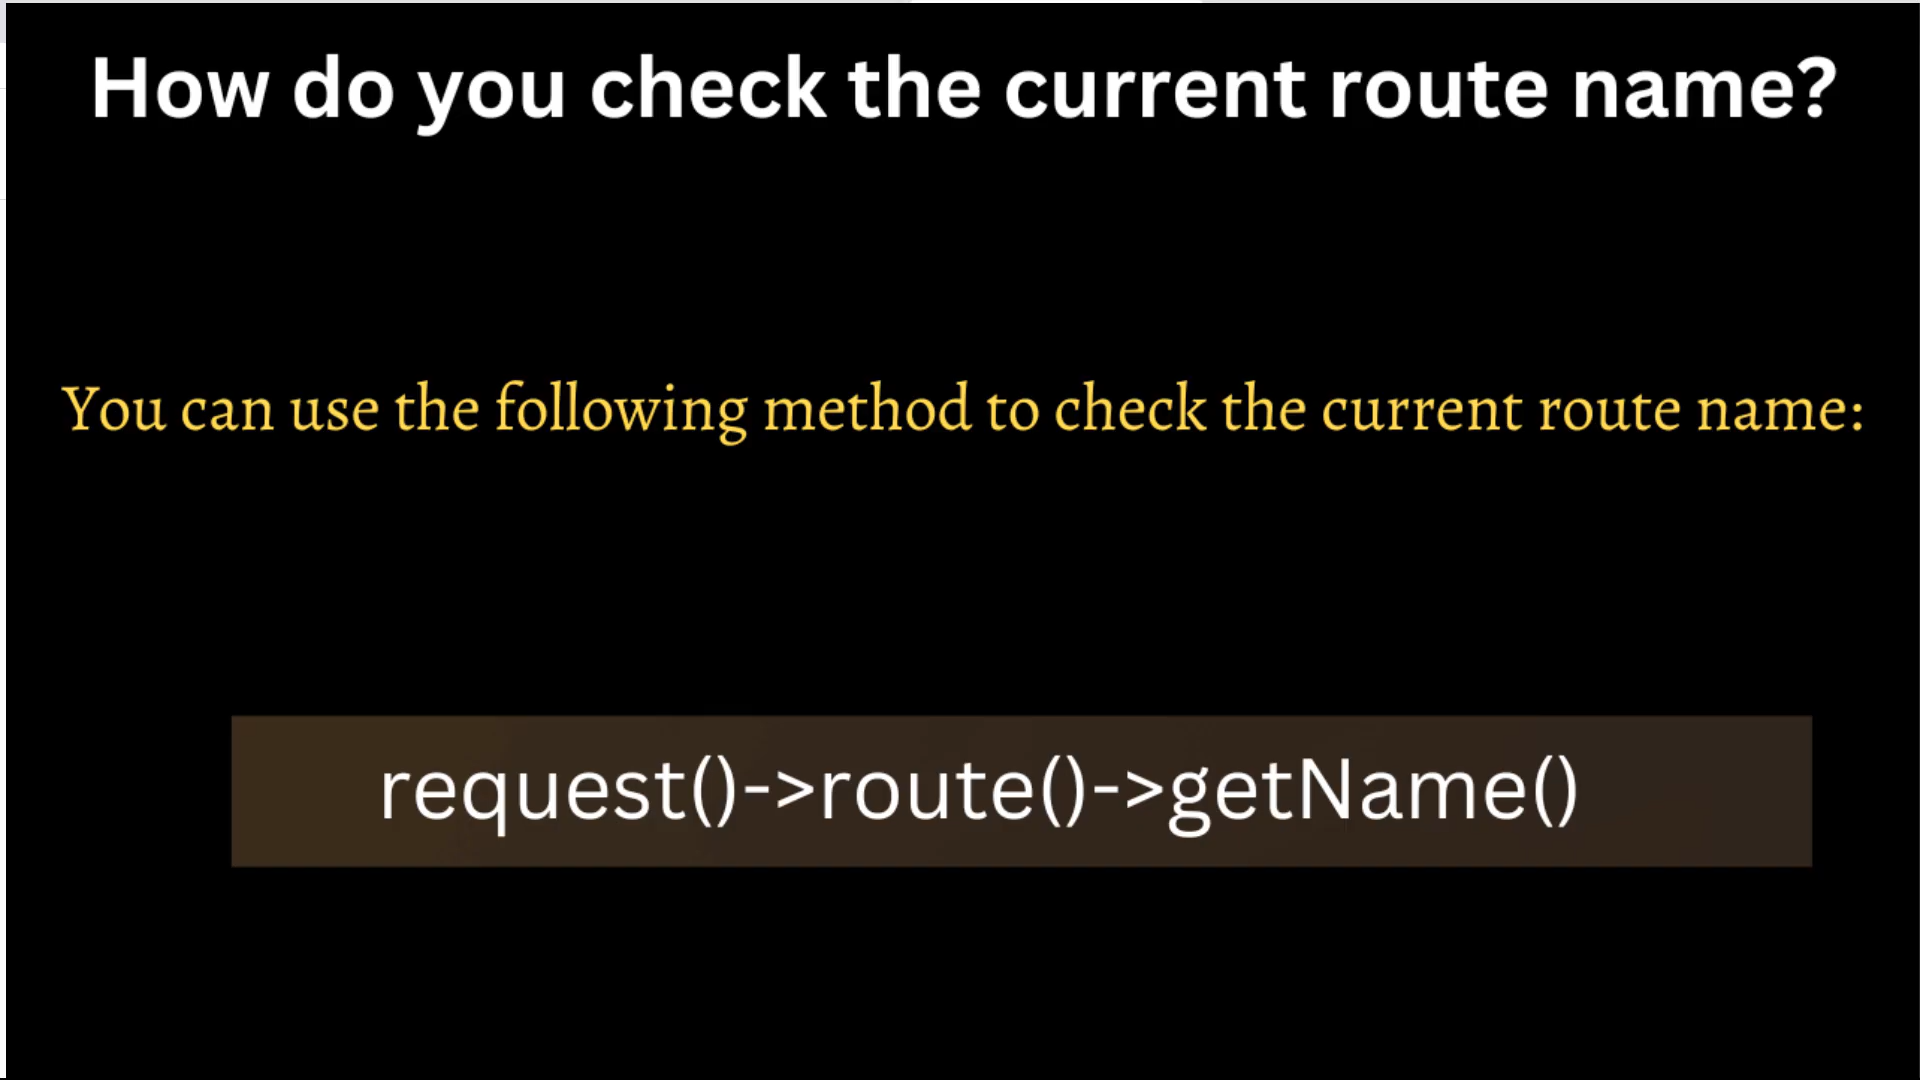 How do you check the current route name?
You can use the following method to check the current route name:
request()->route()->getName()